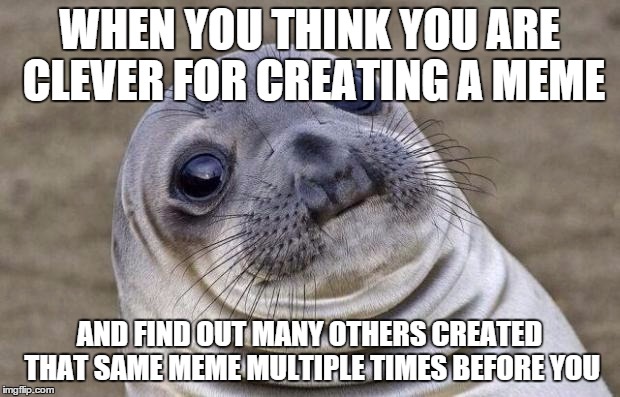 WHEN YOU THINK YOU ARE
CLEVER FOR CREATING A MEME
AND FIND OUT MANY OTHERS CREATED
THAT SAME MEME MULTIPLE TIMES BEFORE YOU
imgflip.com